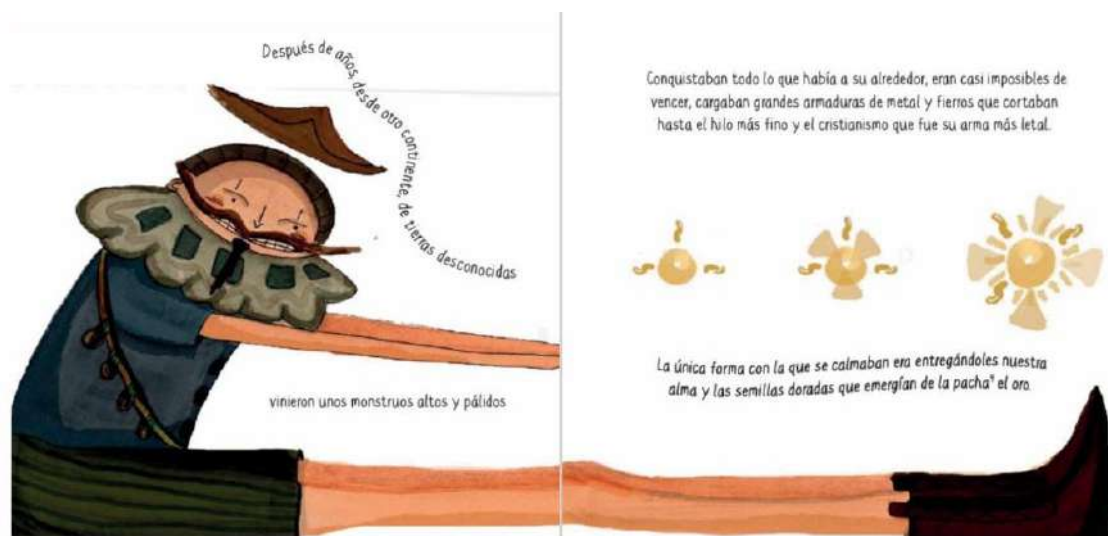 Después de años, desde otro continente, de tierras desconocidas
vinieron unos monstruos altos y pálidos
Conquistaban todo lo que había a su alrededor, eran casi imposibles de
vencer, cargaban grandes armaduras de metal y fierros que cortaban
hasta el hilo más fino y el cristianismo que fue su arma más letal.
La única forma con la que se calmaban era entregándoles nuestra
alma y las semillas doradas que emergían de la pacha⁹ el oro.